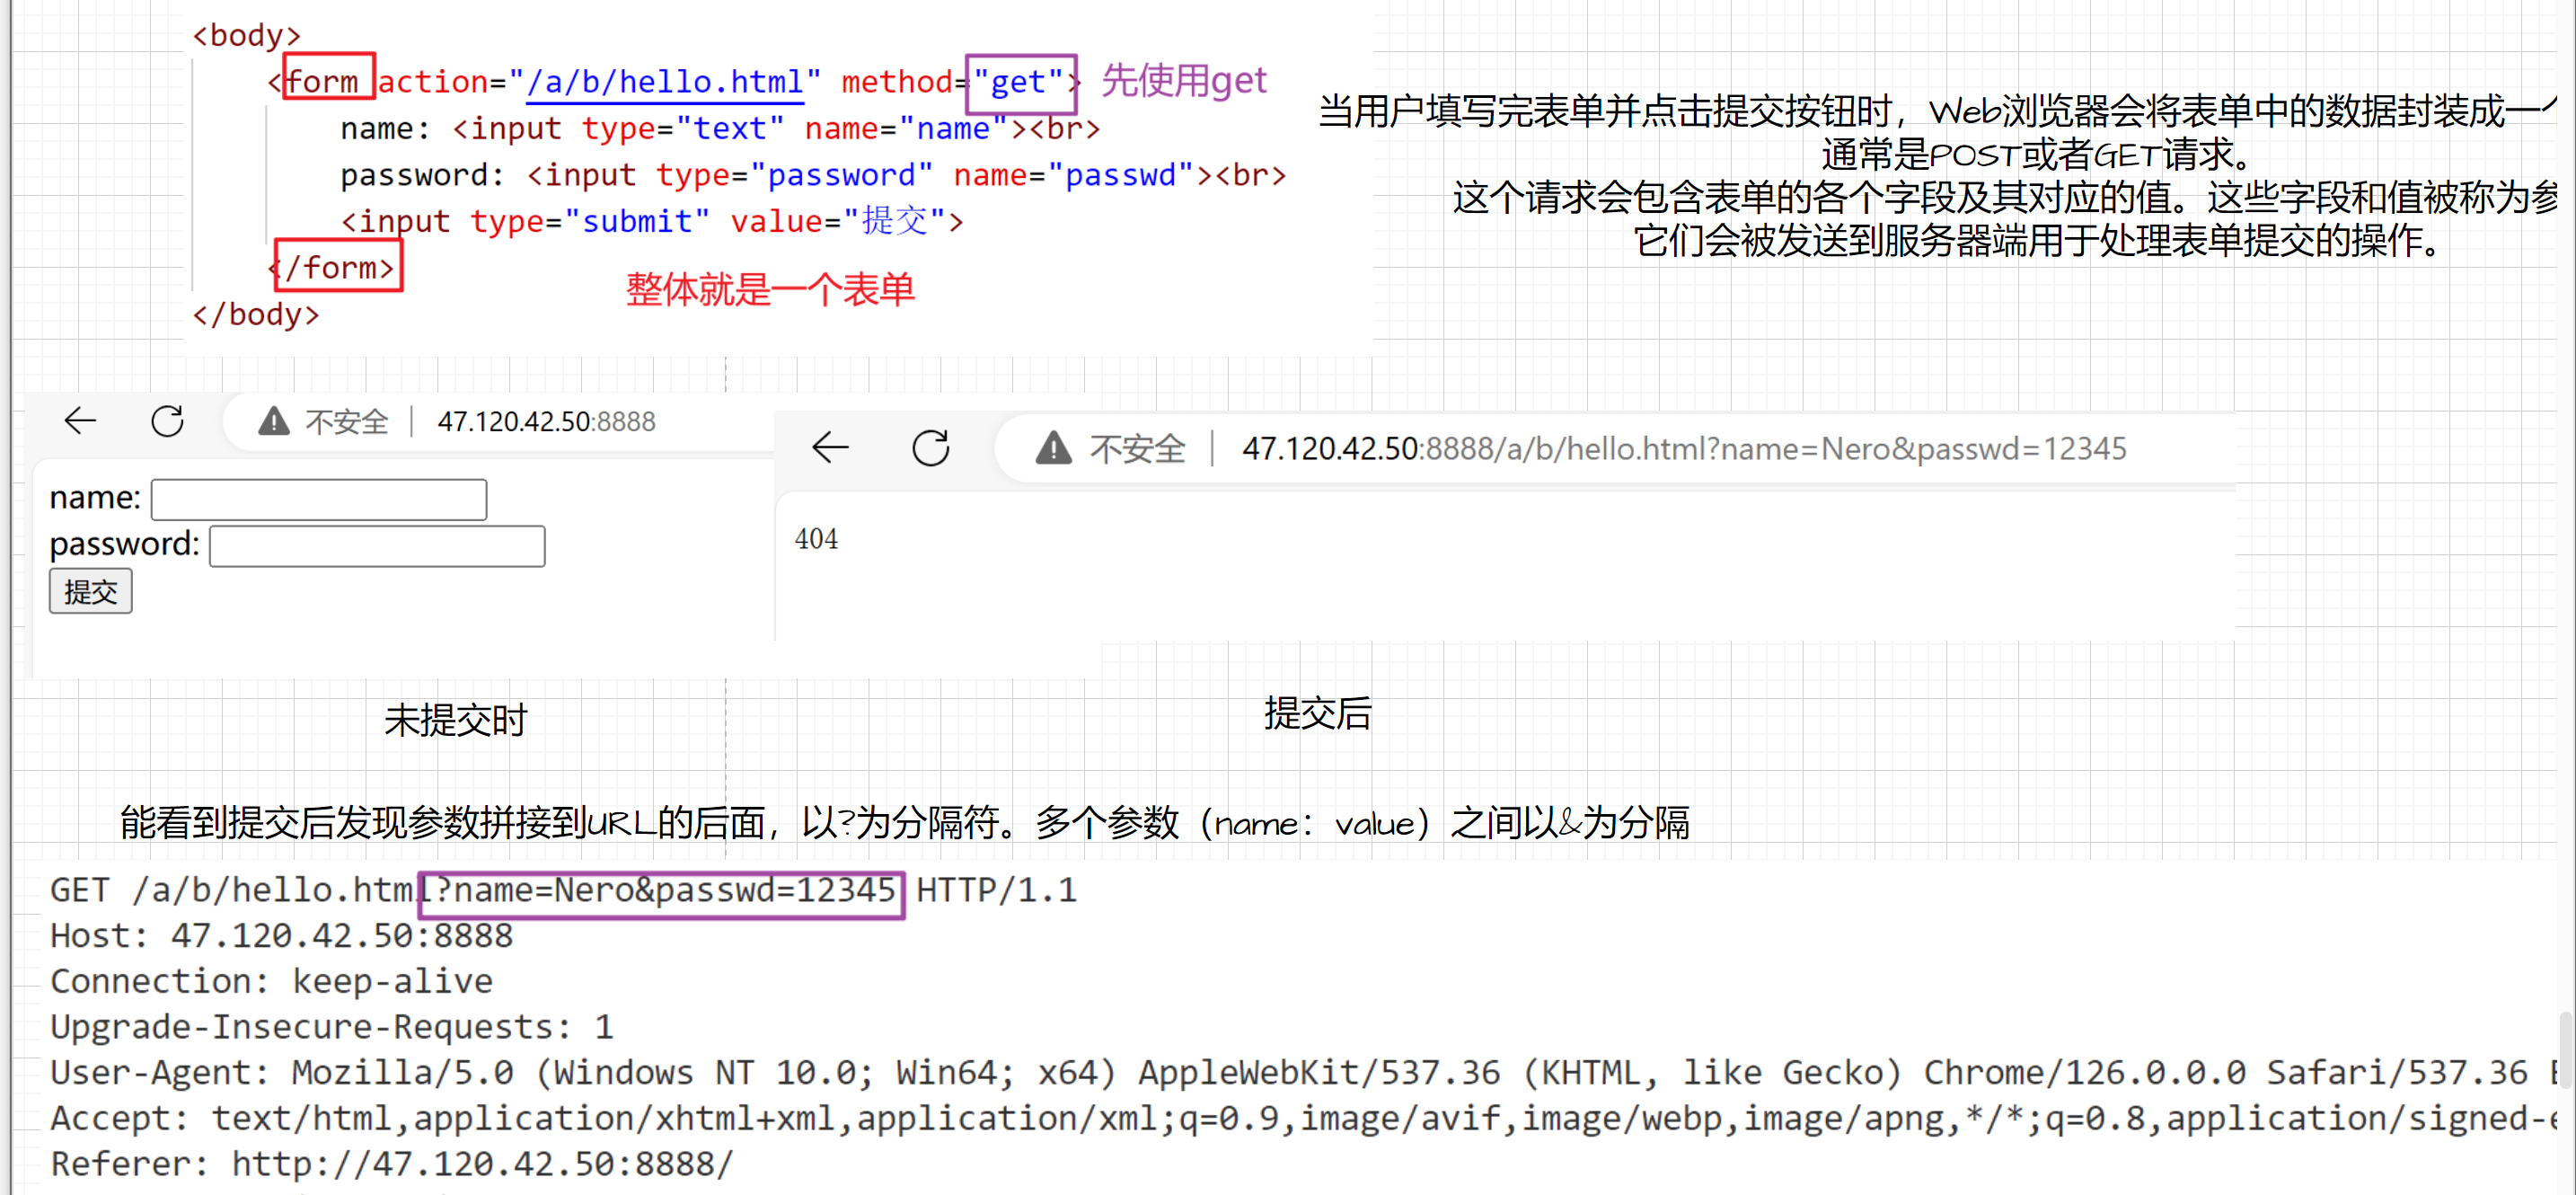 <body>
<form action="/a/b/hello.html" method="get"> 先使用get
name: <input type="text" name="name"><br>
password: <input type="password" name="passwd"><br>
<input type="submit" value="提交">
</form>
整体就是一个表单
</body>
当用户填写完表单并点击提交按钮时，Web浏览器会将表单中的数据封装成一个
通常是POST或者GET请求。
这个请求会包含表单的各个字段及其对应的值。这些字段和值被称为参
它们会被发送到服务器端用于处理表单提交的操作。
不安全 47.120.42.50:8888
name:
password:
提交
不安全 47.120.42.50:8888/a/b/hello.html?name=Nero&passwd=12345
404
未提交时
提交后
能看到提交后发现参数拼接到URL的后面，以?为分隔符。多个参数（name：value）之间以&为分隔
GET /a/b/hello.html?name=Nero&passwd=12345 HTTP/1.1
Host: 47.120.42.50:8888
Connection: keep-alive
Upgrade-Insecure-Requests: 1
User-Agent: Mozilla/5.0 (Windows NT 10.0; Win64; x64) AppleWebKit/537.36 (KHTML, like Gecko) Chrome/126.0.0.0 Safari/537.36
Accept: text/html,application/xhtml+xml,application/xml;q=0.9,image/avif,image/webp,image/apng,*/*;q=0.8,application/signed-e
Referer: http://47.120.42.50:8888/